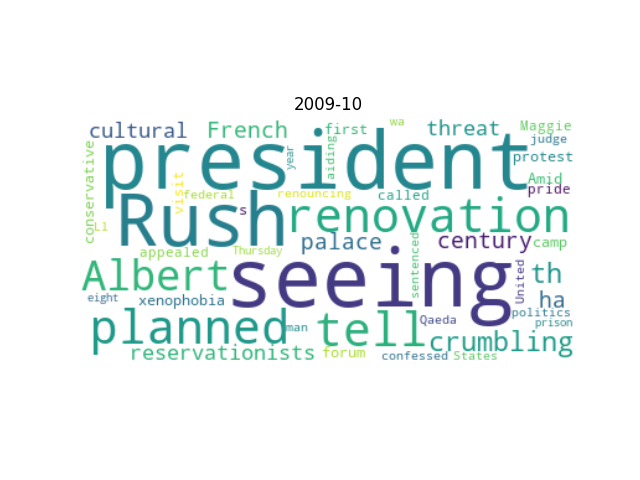 2009-10
cultural French first wa threat Maggie
judge
president
conservative
year
aiding
protest
Amid
visit
federal
renouncing
called
pride
L1
Rush
s
renovation
appealed
Thursday
palace
century
camp
Albert
seeing
sentenced
United
th
eight
xenophobia
ha
planned
man
tell
Qaeda
politics
prison
crumbling
reservationists
forum
confessed
States